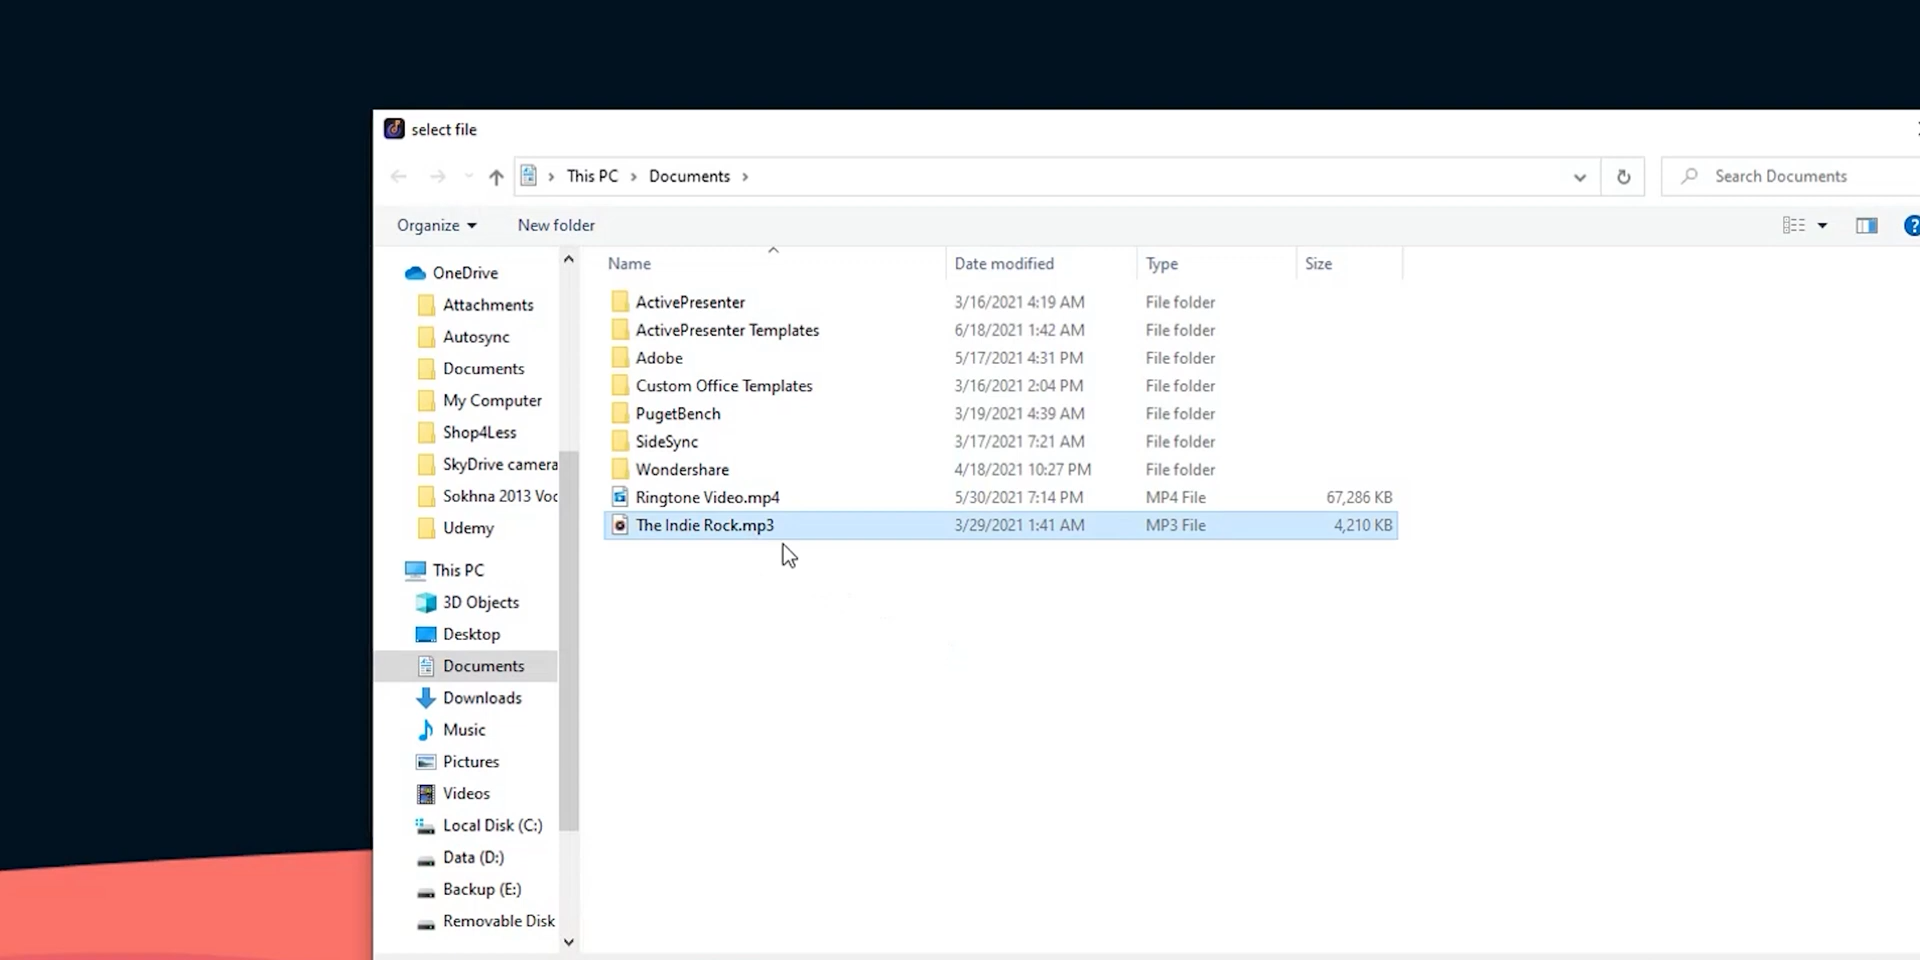 select file
This PC > Documents >
Search Documents
Organize
New folder
?
Name
Date modified
Type
Size
OneDrive
Attachments
Autosync
Documents
My Computer
Shop4Less
SkyDrive camera
Sokhna 2013 Voc
Udemy
This PC
3D Objects
Desktop
Documents
Downloads
Music
Pictures
Videos
Local Disk (C:)
Data (D:)
Backup (E:)
Removable Disk
ActivePresenter 3/16/2021 4:19 AM File folder
ActivePresenter Templates 6/18/2021 1:42 AM File folder
Adobe 5/17/2021 4:31 PM File folder
Custom Office Templates 3/16/2021 2:04 PM File folder
PugetBench 3/19/2021 4:39 AM File folder
SideSync 3/17/2021 7:21 AM File folder
Wondershare 4/18/2021 10:27 PM File folder
Ringtone Video.mp4 5/30/2021 7:14 PM MP4 File 67,286 KB
The Indie Rock.mp3 3/29/2021 1:41 AM MP3 File 4,210 KB